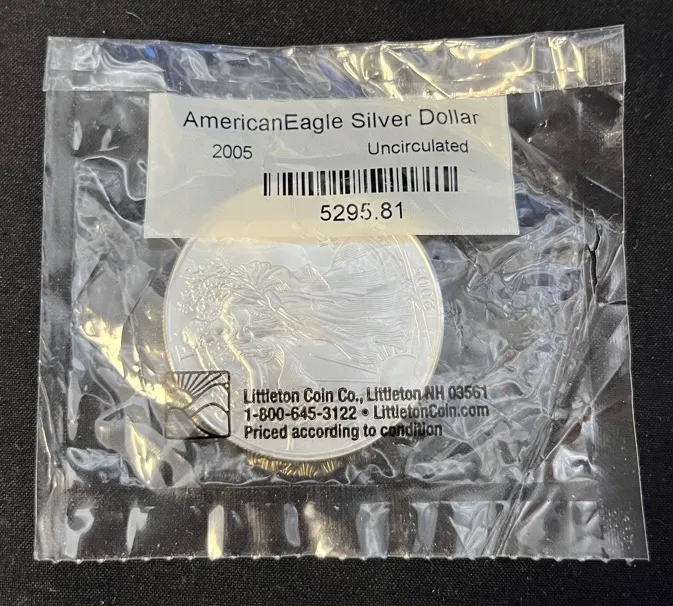 AmericanEagle Silver Dollar
2005 Uncirculated
5295.81
Littleton Coin Co., Littleton NH 03561
1-800-645-3122 • LittletonCoin.com
Priced according to condition